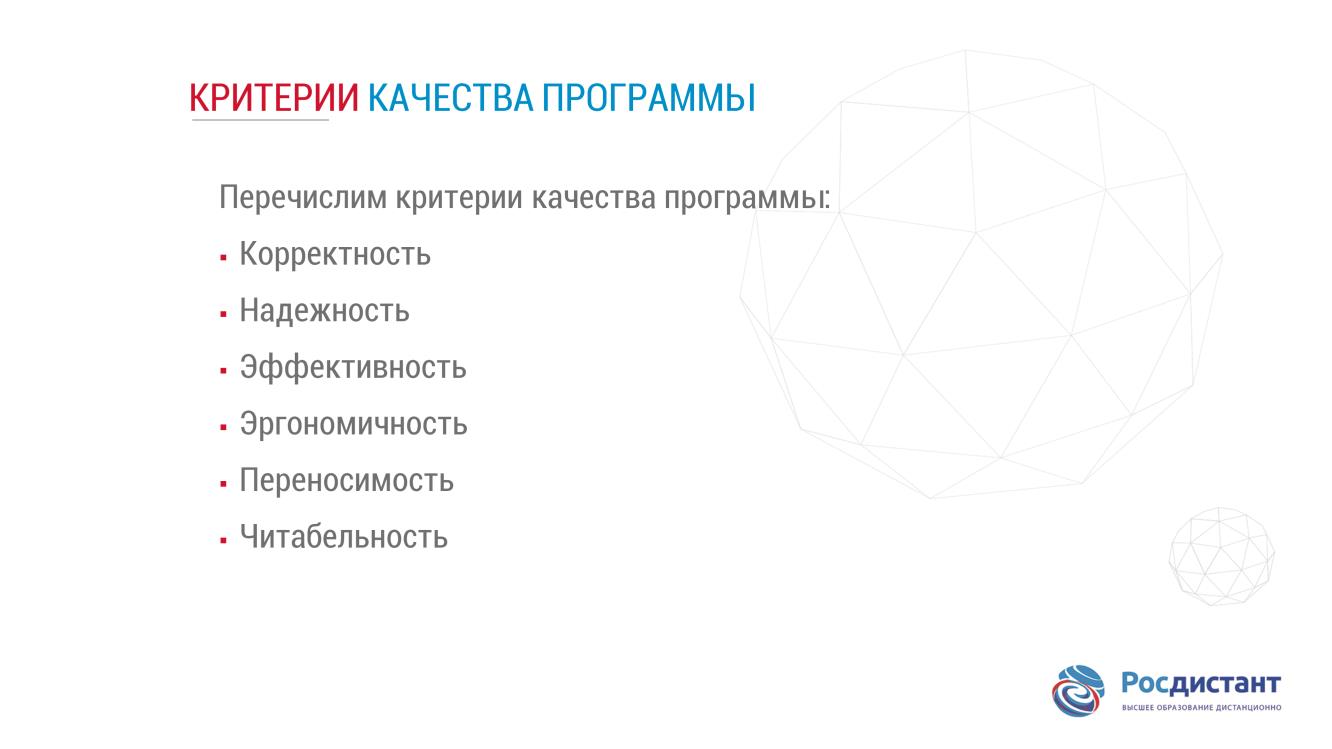 КРИТЕРИИ КАЧЕСТВА ПРОГРАММЫ
Перечислим критерии качества программы:
▪ Корректность
▪ Надежность
▪ Эффективность
▪ Эргономичность
▪ Переносимость
▪ Читабельность
Росдистант
ВЫСШЕЕ ОБРАЗОВАНИЕ ДИСТАНЦИОННО